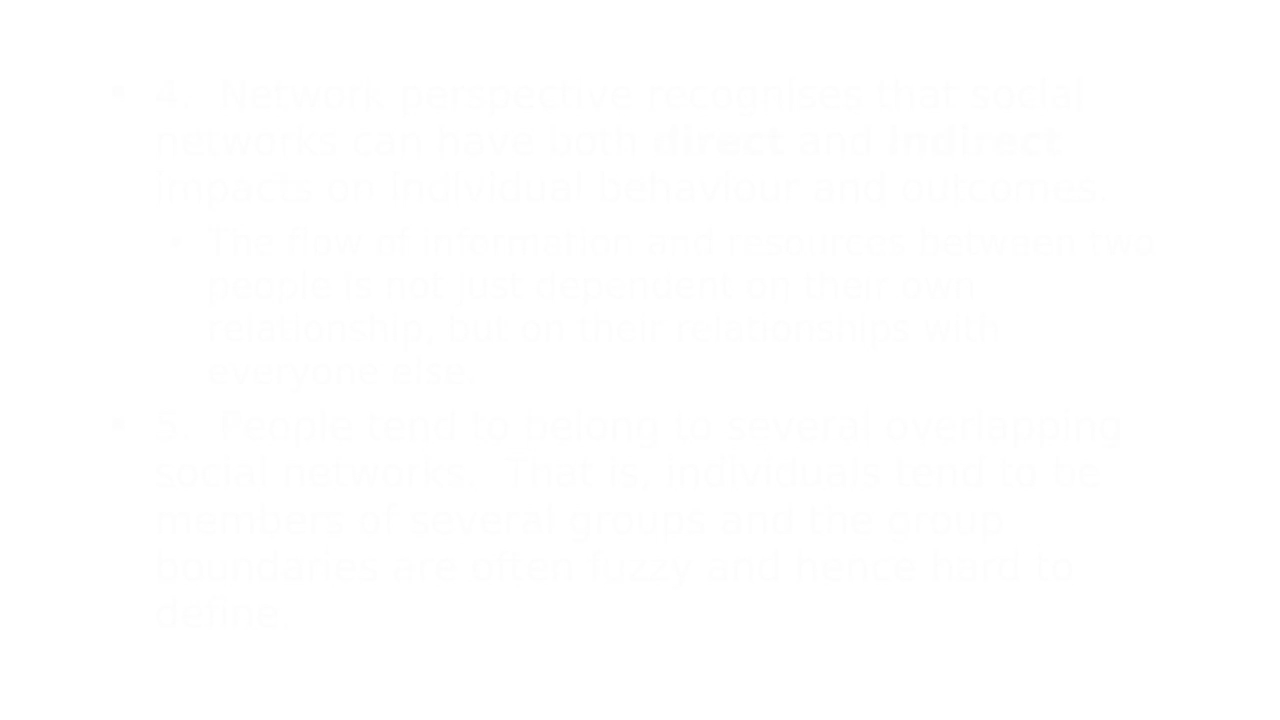 • 4. Network perspective recognises that social
networks can have both direct and indirect
impacts on individual behaviour and outcomes
• The flow of information and resources between two
people is not just dependent on their own
relationship, but on their relationships with
everyone else.
• 5. People tend to belong to several overlapping
social networks. That is, individuals tend to be
members of several groups and the group
boundaries are often fuzzy and hence hard to
define.